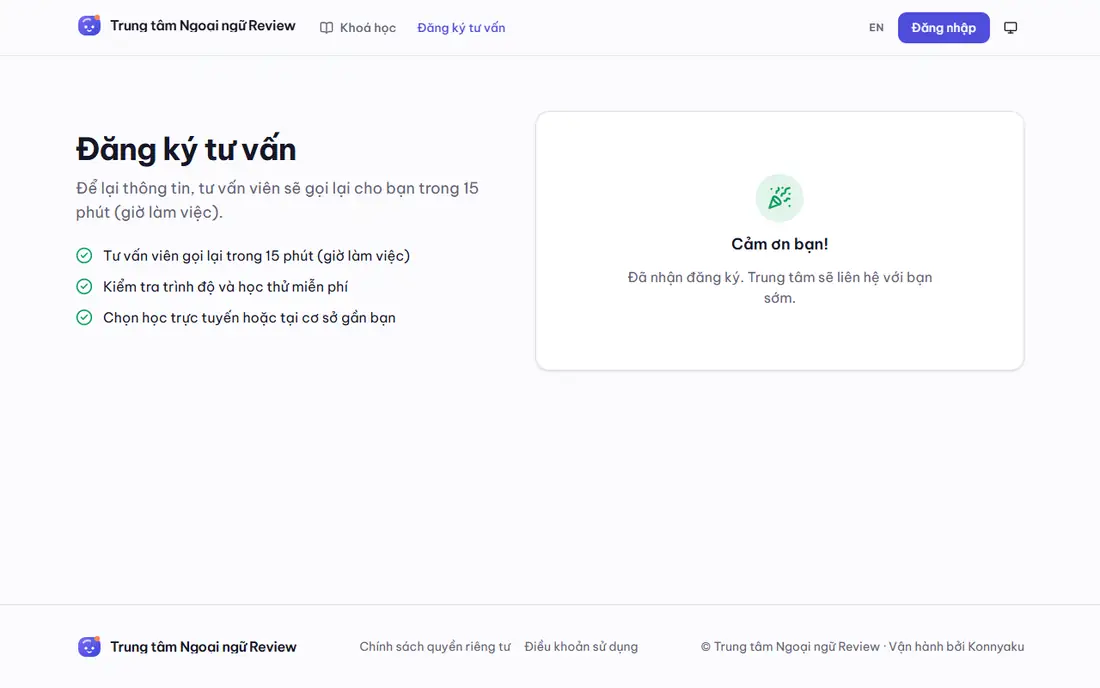 Trung tâm Ngoại ngữ Review
Khoá học
Đăng ký tư vấn
EN
Đăng nhập
Đăng ký tư vấn
Để lại thông tin, tư vấn viên sẽ gọi lại cho bạn trong 15
phút (giờ làm việc).
Tư vấn viên gọi lại trong 15 phút (giờ làm việc)
Kiểm tra trình độ và học thử miễn phí
Chọn học trực tuyến hoặc tại cơ sở gần bạn
Cảm ơn bạn!
Đã nhận đăng ký. Trung tâm sẽ liên hệ với bạn
sớm.
Trung tâm Ngoại ngữ Review
Chính sách quyền riêng tư
Điều khoản sử dụng
© Trung tâm Ngoại ngữ Review · Vận hành bởi Konnyaku